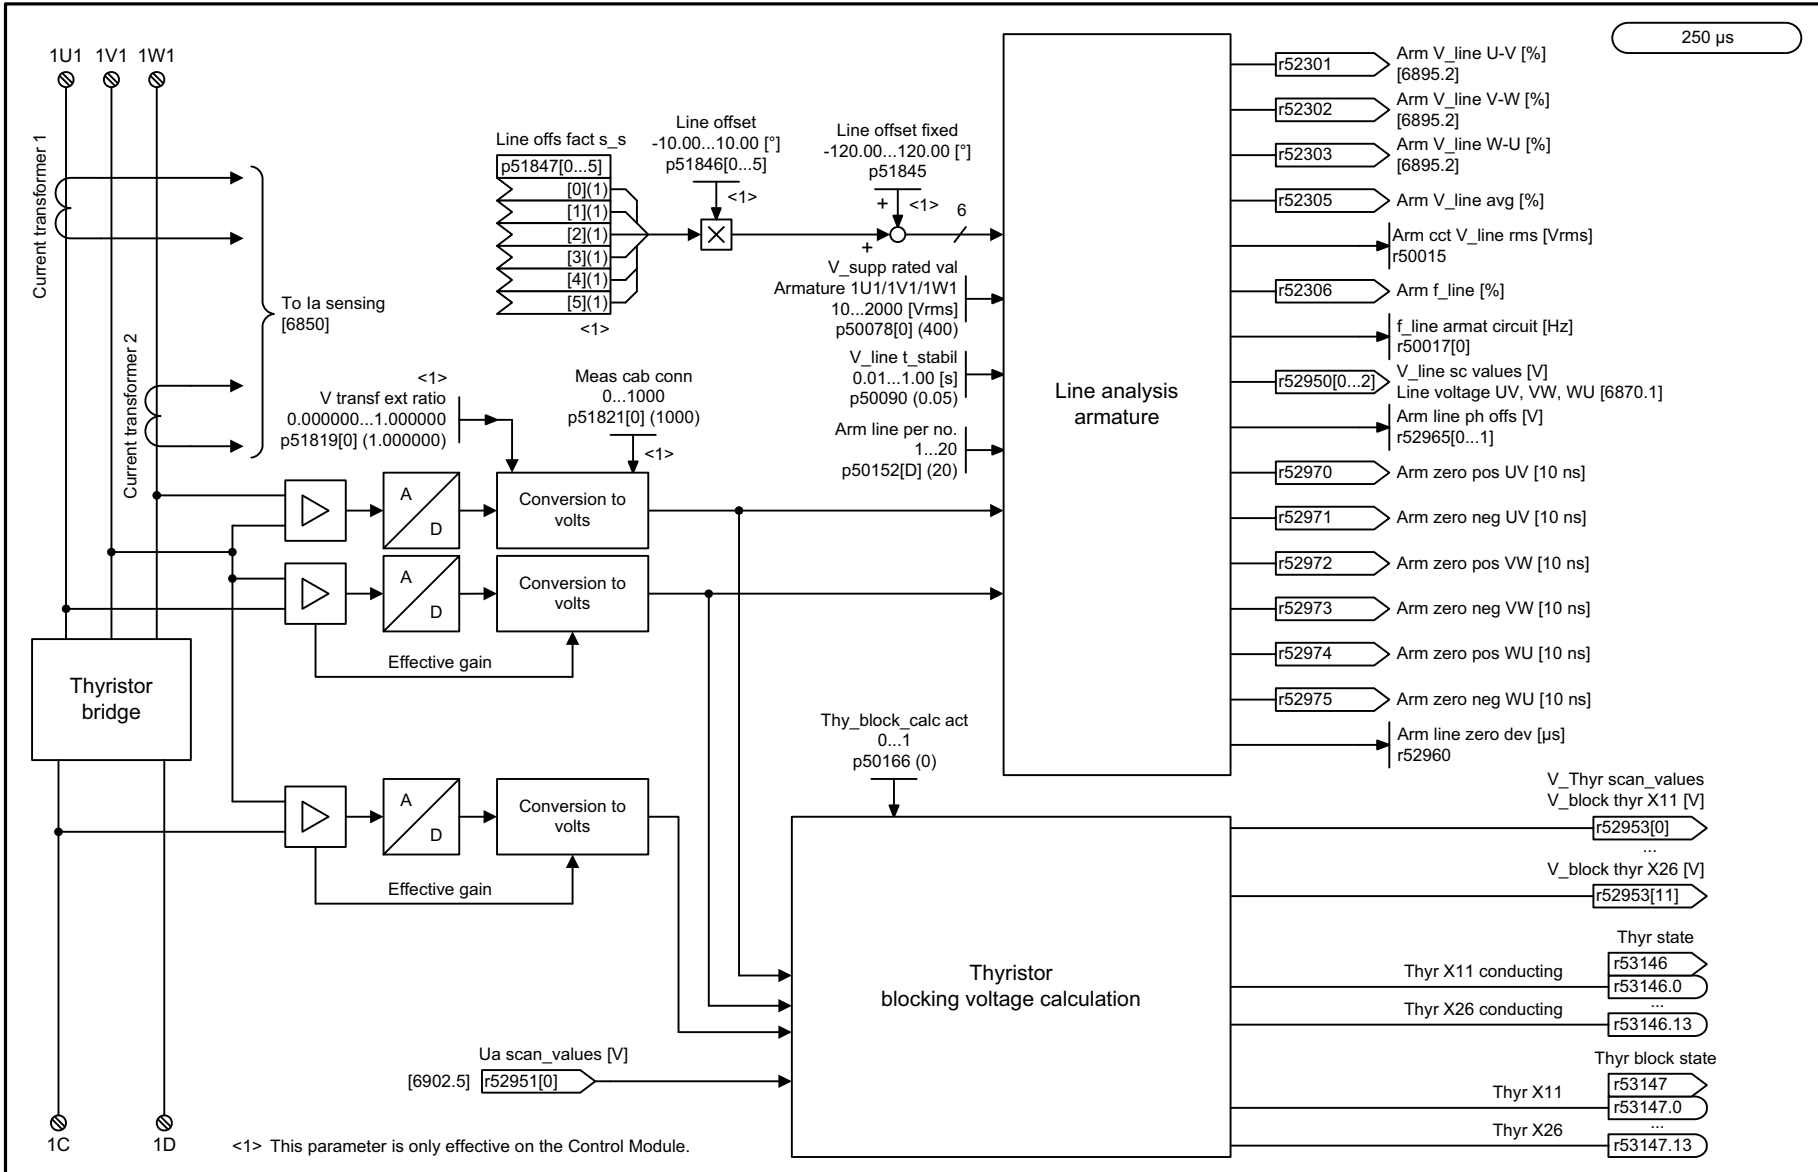 250 µs
1U1 1V1 1W1
Current transformer 1
Current transformer 2
To Ia sensing
[6850]
Line offs fact s_s
p51847[0...5]
[0](1)
[1](1)
[2](1)
[3](1)
[4](1)
[5](1)
<1>
Line offset
-10.00...10.00 [°]
p51846[0...5]
<1>
Line offset fixed
-120.00...120.00 [°]
p51845
+ <1>
+
6
V_supp rated val
Armature 1U1/1V1/1W1
10...2000 [Vrms]
p50078[0] (400)
V_line t_stabil
0.01...1.00 [s]
p50090 (0.05)
Arm line per no.
1...20
p50152[D] (20)
<1>
V transf ext ratio
0.000000...1.000000
p51819[0] (1.000000)
Meas cab conn
0...1000
p51821[0] (1000)
<1>
A
D
Conversion to
volts
A
D
Conversion to
volts
Effective gain
Thyristor
bridge
A
D
Conversion to
volts
Effective gain
Line analysis
armature
r52301 Arm V_line U-V [%]
[6895.2]
r52302 Arm V_line V-W [%]
[6895.2]
r52303 Arm V_line W-U [%]
[6895.2]
r52305 Arm V_line avg [%]
Arm cct V_line rms [Vrms]
r50015
r52306 Arm f_line [%]
f_line armat circuit [Hz]
r50017[0]
r52950[0...2] V_line sc values [V]
Line voltage UV, VW, WU [6870.1]
Arm line ph offs [V]
r52965[0...1]
r52970 Arm zero pos UV [10 ns]
r52971 Arm zero neg UV [10 ns]
r52972 Arm zero pos VW [10 ns]
r52973 Arm zero neg VW [10 ns]
r52974 Arm zero pos WU [10 ns]
r52975 Arm zero neg WU [10 ns]
Arm line zero dev [µs]
r52960
Thy_block_calc act
0...1
p50166 (0)
Thyristor
blocking voltage calculation
V_Thyr scan_values
V_block thyr X11 [V]
r52953[0]
...
V_block thyr X26 [V]
r52953[11]
Thyr state
r53146
Thyr X11 conducting r53146.0
...
Thyr X26 conducting r53146.13
Thyr block state
r53147
Thyr X11 r53147.0
...
Thyr X26 r53147.13
Ua scan_values [V]
[6902.5] r52951[0]
1C 1D
<1> This parameter is only effective on the Control Module.